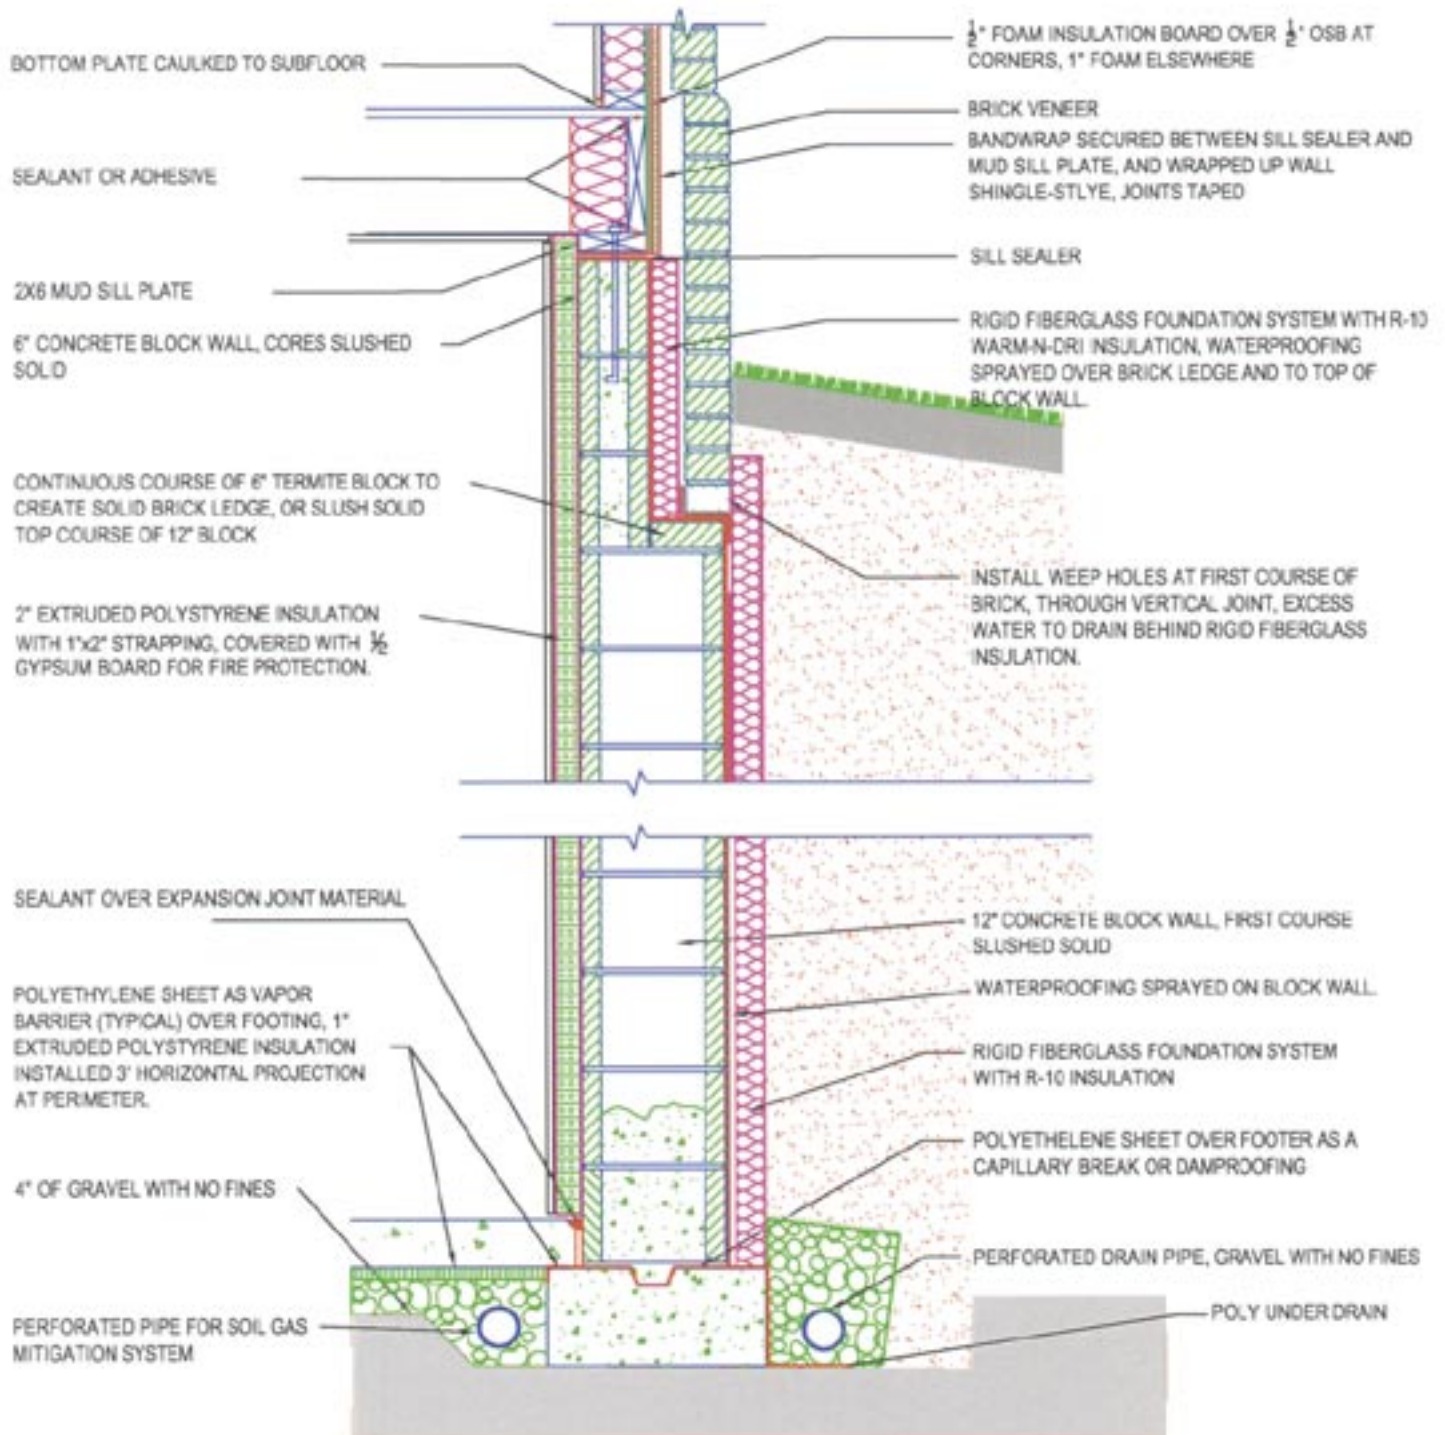 BOTTOM PLATE CAULKED TO SUBFLOOR
SEALANT OR ADHESIVE
2X6 MUD SILL PLATE
6" CONCRETE BLOCK WALL, CORES SLUSHED
SOLID
CONTINUOUS COURSE OF 6" TERMITE BLOCK TO
CREATE SOLID BRICK LEDGE, OR SLUSH SOLID
TOP COURSE OF 12" BLOCK
2" EXTRUDED POLYSTYRENE INSULATION
WITH 1"x2" STRAPPING, COVERED WITH ½
GYPSUM BOARD FOR FIRE PROTECTION.
SEALANT OVER EXPANSION JOINT MATERIAL
POLYETHYLENE SHEET AS VAPOR
BARRIER (TYPICAL) OVER FOOTING, 1"
EXTRUDED POLYSTYRENE INSULATION
INSTALLED 3' HORIZONTAL PROJECTION
AT PERIMETER.
4" OF GRAVEL WITH NO FINES
PERFORATED PIPE FOR SOIL GAS
MITIGATION SYSTEM
½" FOAM INSULATION BOARD OVER ½" OSB AT
CORNERS, 1" FOAM ELSEWHERE
BRICK VENEER
BANDWRAP SECURED BETWEEN SILL SEALER AND
MUD SILL PLATE, AND WRAPPED UP WALL
SHINGLE-STLYE, JOINTS TAPED
SILL SEALER
RIGID FIBERGLASS FOUNDATION SYSTEM WITH R-10
WARM-N-DRI INSULATION, WATERPROOFING
SPRAYED OVER BRICK LEDGE AND TO TOP OF
BLOCK WALL.
INSTALL WEEP HOLES AT FIRST COURSE OF
BRICK, THROUGH VERTICAL JOINT, EXCESS
WATER TO DRAIN BEHIND RIGID FIBERGLASS
INSULATION.
12" CONCRETE BLOCK WALL, FIRST COURSE
SLUSHED SOLID
WATERPROOFING SPRAYED ON BLOCK WALL.
RIGID FIBERGLASS FOUNDATION SYSTEM
WITH R-10 INSULATION
POLYETHELENE SHEET OVER FOOTER AS A
CAPILLARY BREAK OR DAMPROOFING
PERFORATED DRAIN PIPE, GRAVEL WITH NO FINES
POLY UNDER DRAIN